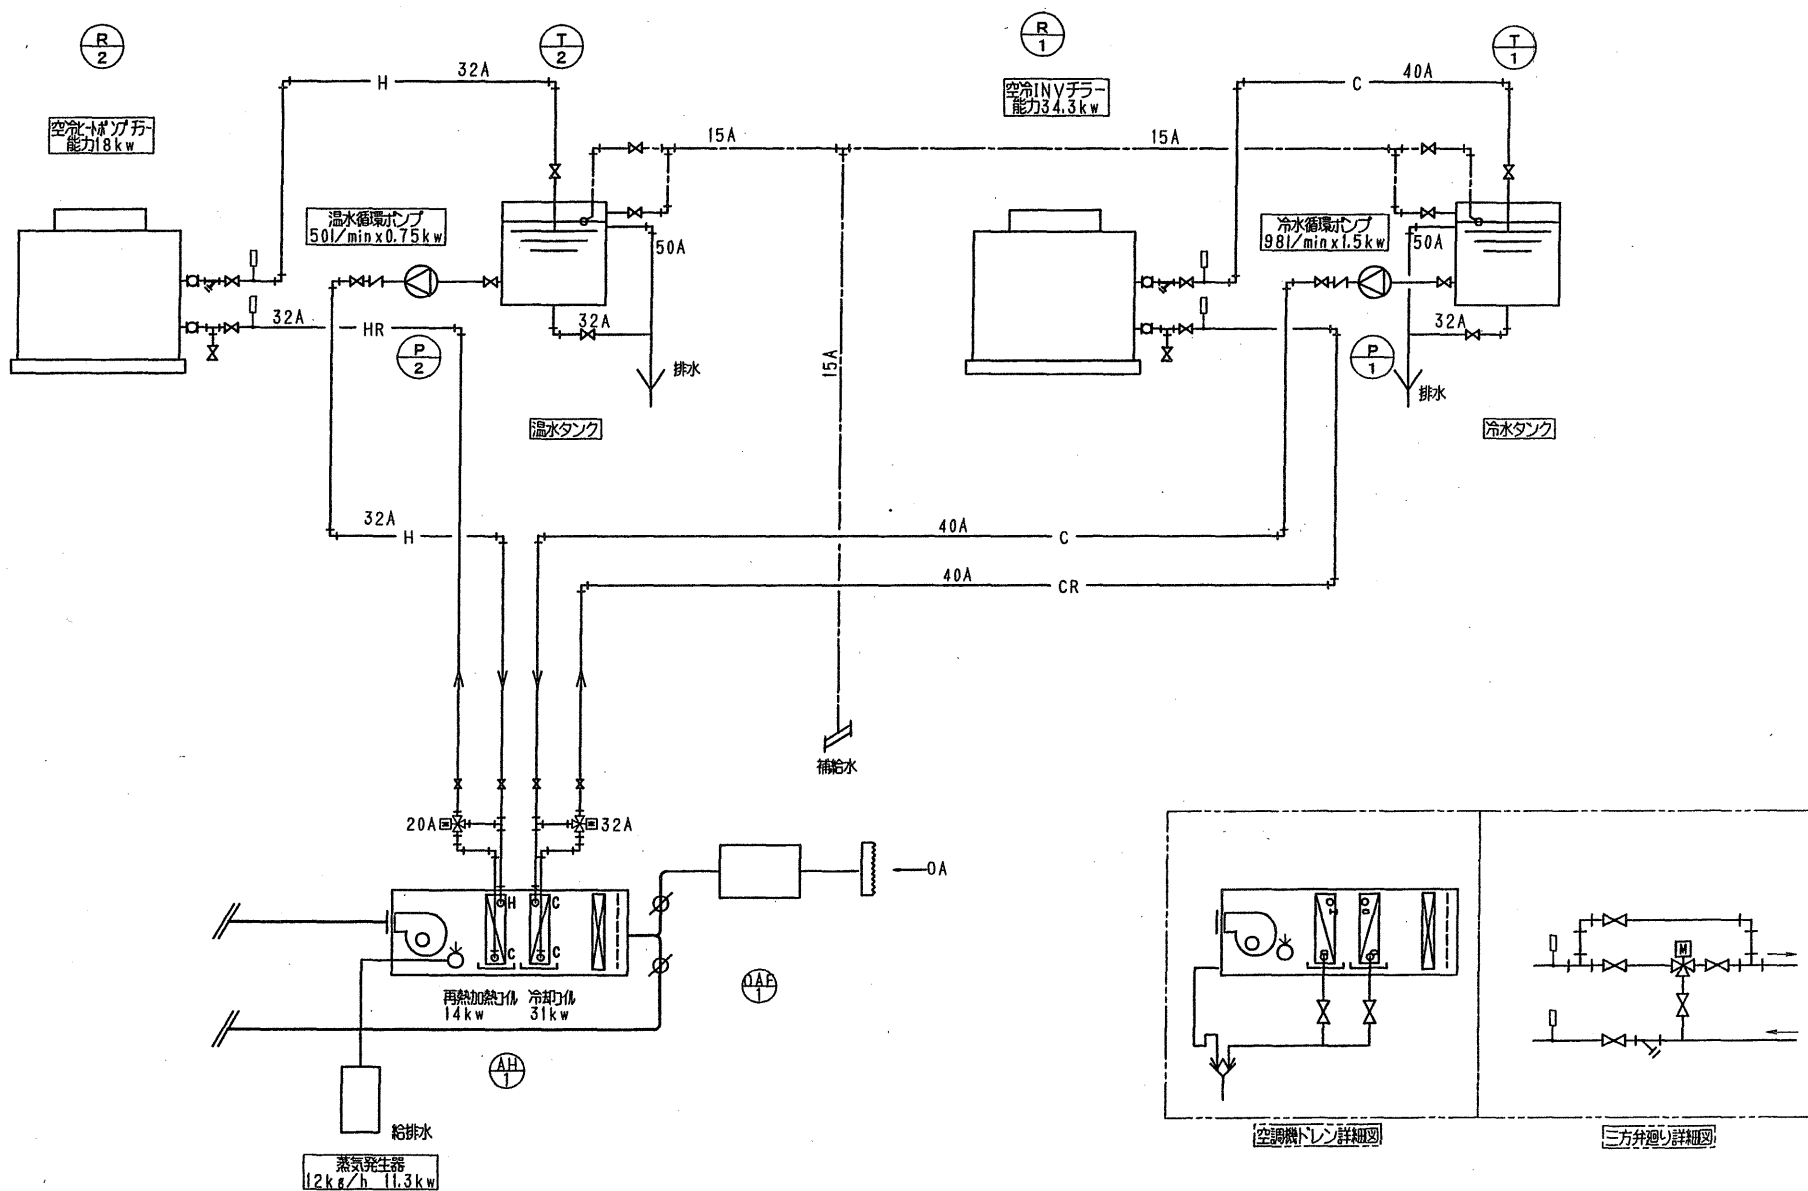 R
2
T
2
R
1
T
1
H
32A
C
40A
空冷INVチラー
能力34.3kw
空冷ヒートポンプチラー
能力18kw
15A
15A
温水循環ポンプ
50l/minx0.75kw
冷水循環ポンプ
98l/minx1.5kw
50A
50A
32A
HR
32A
32A
P
2
P
1
15A
排水
排水
温水タンク
冷水タンク
32A
H
40A
C
40A
CR
補給水
20A
32A
OA
H
C
C
C
再熱加熱コイル
14kw
冷却コイル
31kw
OAF
1
AH
1
M
給排水
蒸気発生器
12kg/h 11.3kw
空調機ドレン詳細図
三方弁廻り詳細図